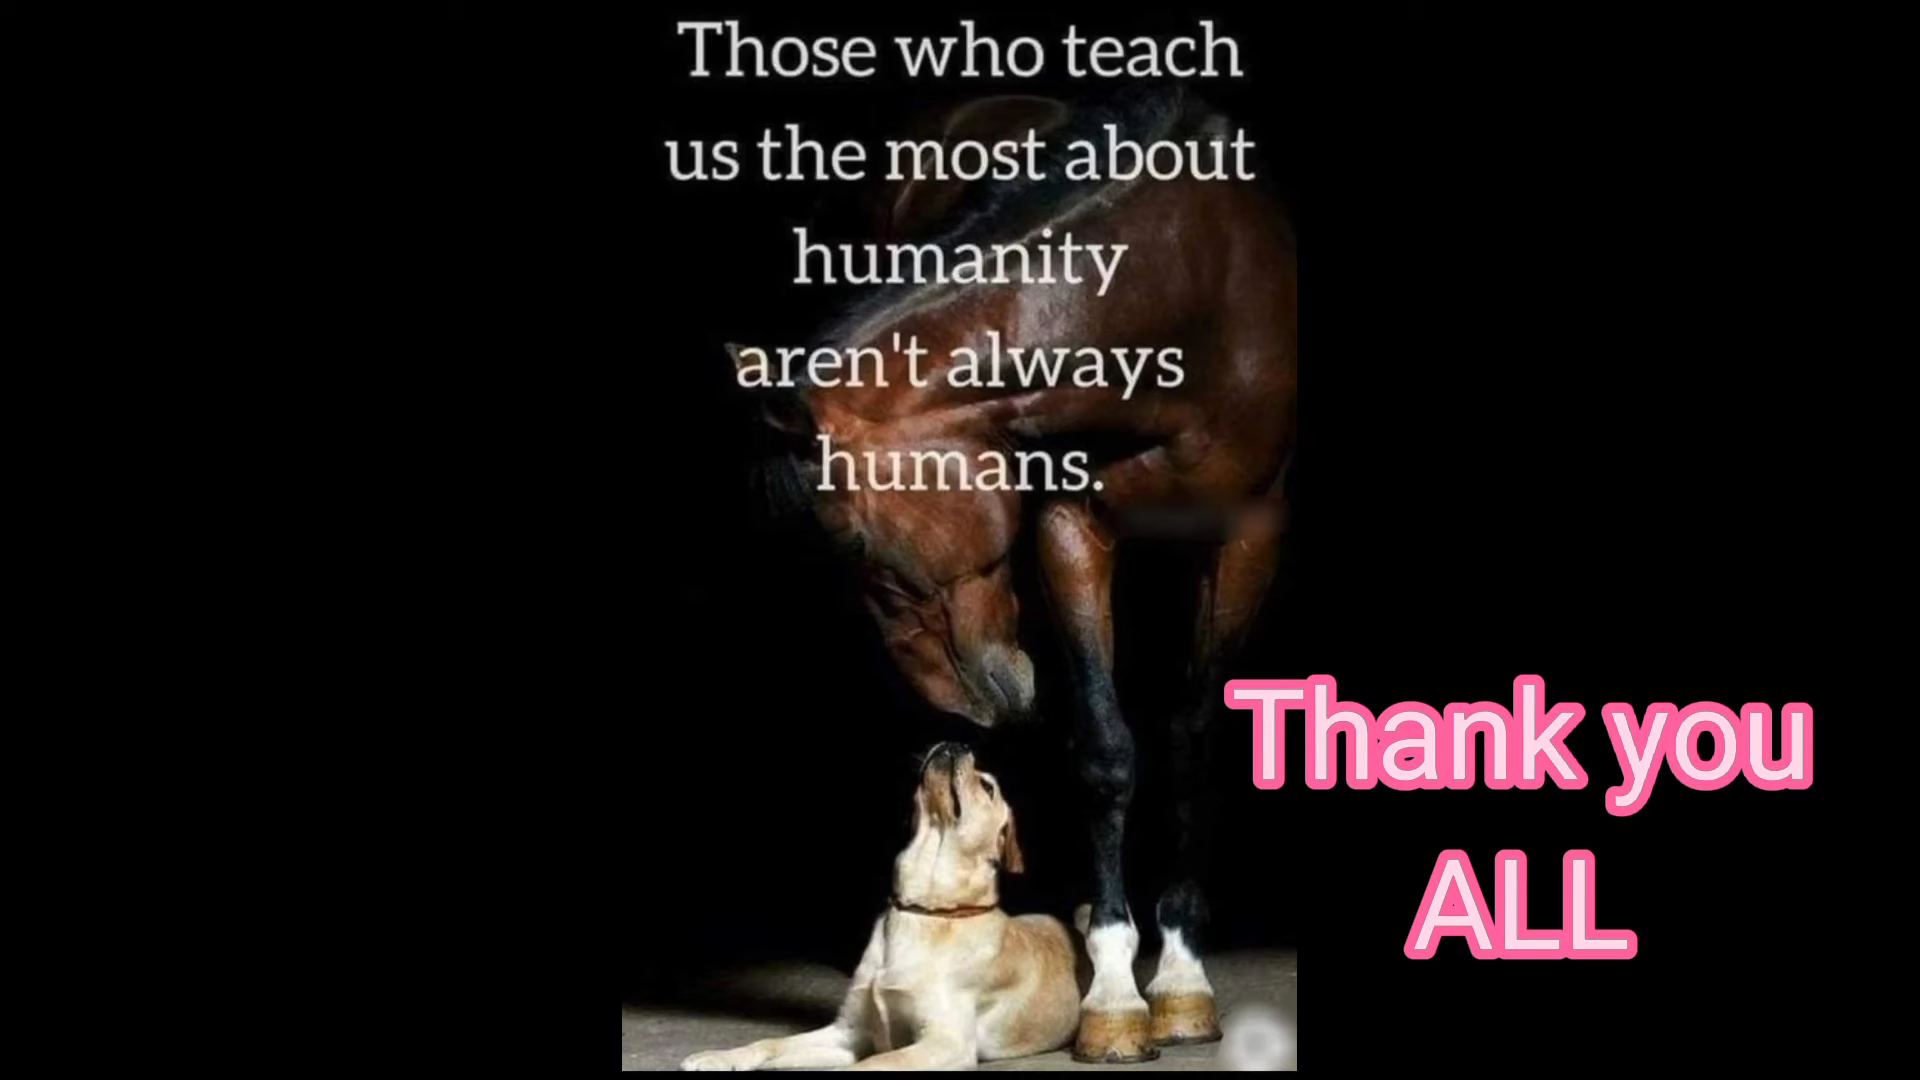 Those who teach
us the most about
humanity
aren't always
humans.
Thank you
ALL